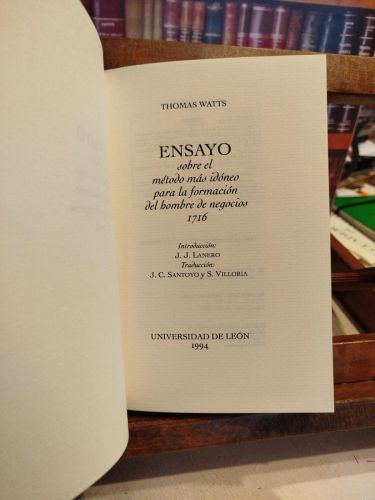 THOMAS WATTS
ENSAYO
sobre el
método más idóneo
para la formación
del hombre de negocios
1716
Introducción:
J. J. LANERO
Traducción:
J. C. SANTOYO y S. VILLORIA
UNIVERSIDAD DE LEÓN
1994